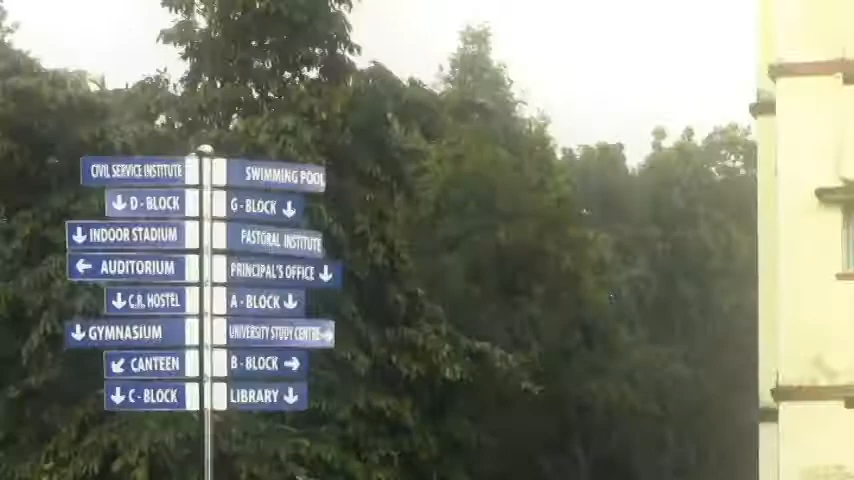 CIVIL SERVICE INSTITUTE
D - BLOCK
INDOOR STADIUM
AUDITORIUM
C.R. HOSTEL
GYMNASIUM
CANTEEN
C - BLOCK
SWIMMING POOL
G - BLOCK
PASTORAL INSTITUTE
PRINCIPAL'S OFFICE
A - BLOCK
UNIVERSITY STUDY CENTRE
B - BLOCK
LIBRARY